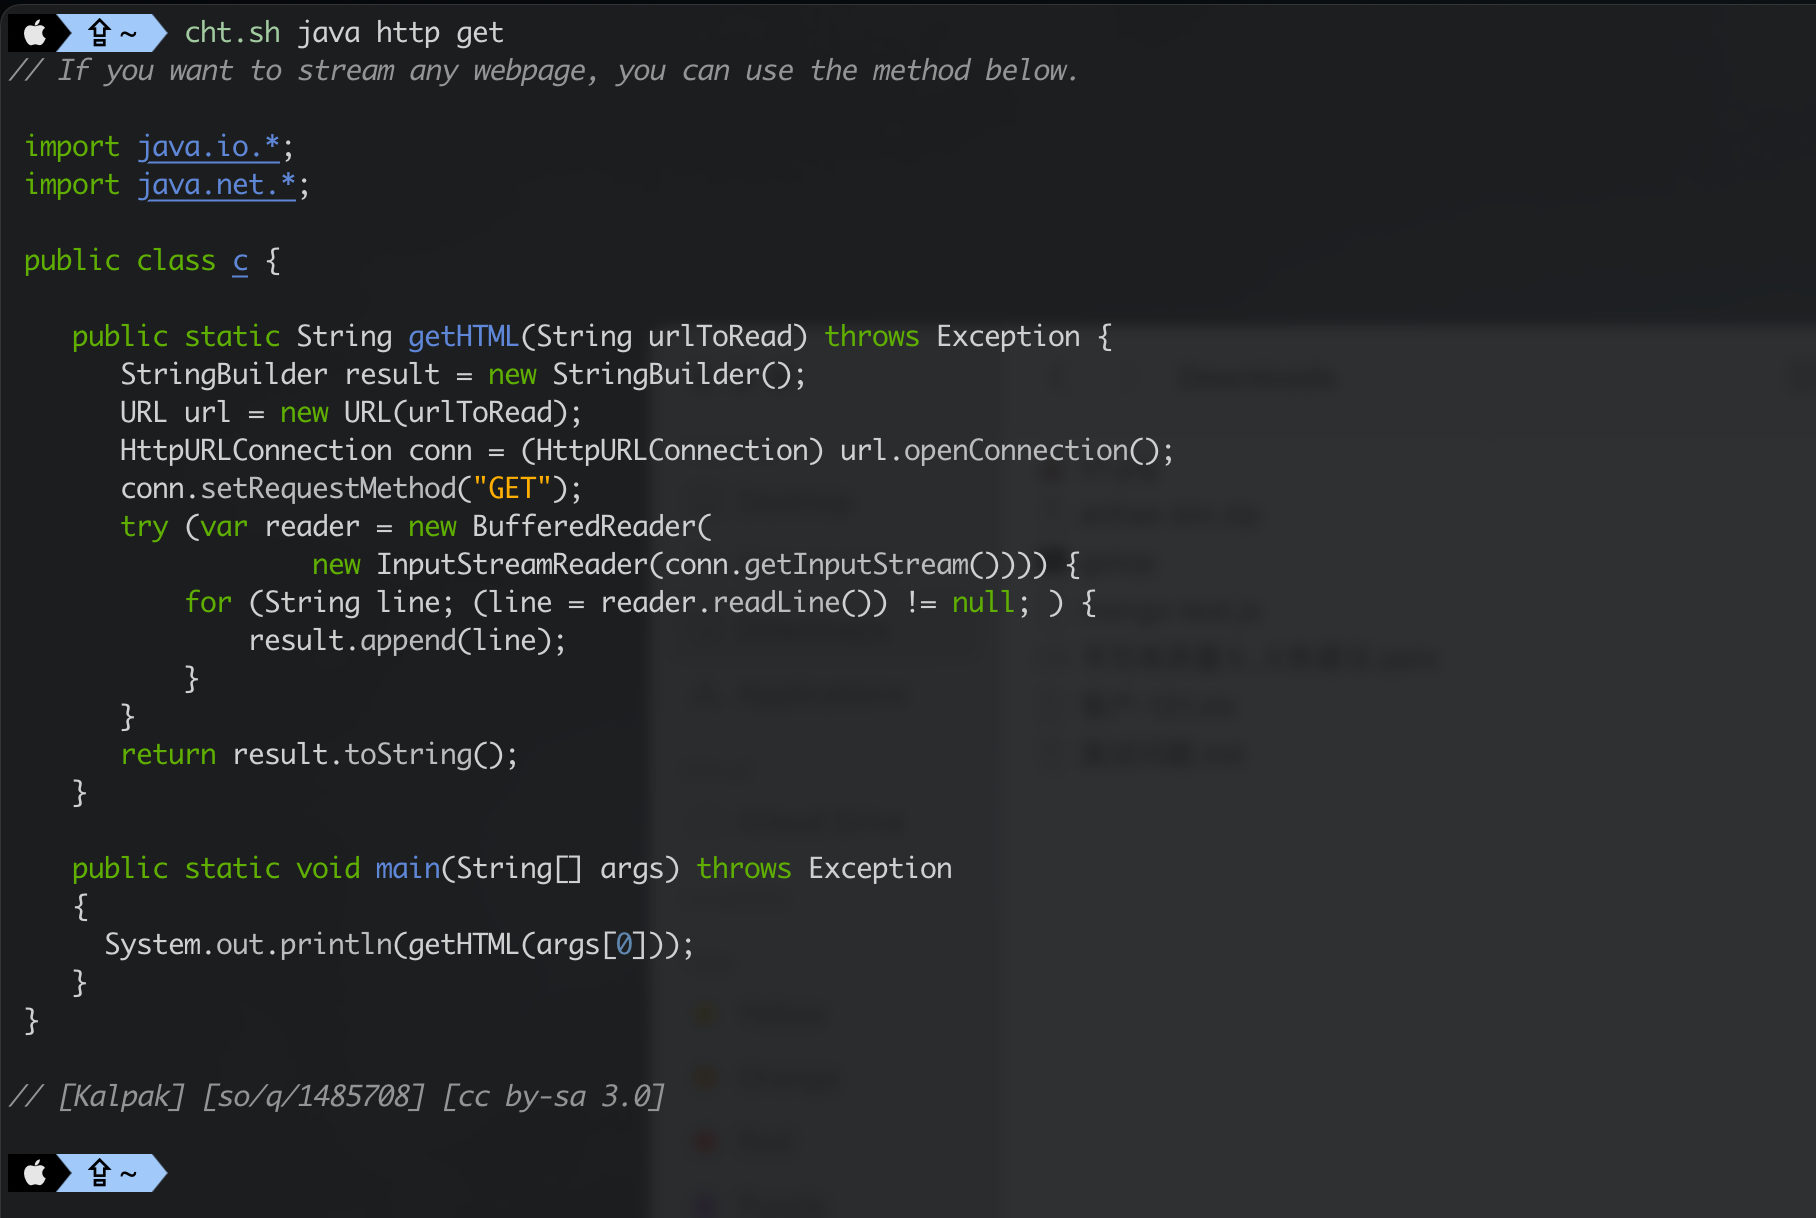 ~ cht.sh java http get
// If you want to stream any webpage, you can use the method below.
import java.io.*;
import java.net.*;
public class c {
public static String getHTML(String urlToRead) throws Exception {
StringBuilder result = new StringBuilder();
URL url = new URL(urlToRead);
HttpURLConnection conn = (HttpURLConnection) url.openConnection();
conn.setRequestMethod("GET");
try (var reader = new BufferedReader(
new InputStreamReader(conn.getInputStream()))) {
for (String line; (line = reader.readLine()) != null; ) {
result.append(line);
}
}
return result.toString();
}
public static void main(String[] args) throws Exception
{
System.out.println(getHTML(args[0]));
}
}
// [Kalpak] [so/q/1485708] [cc by-sa 3.0]
~